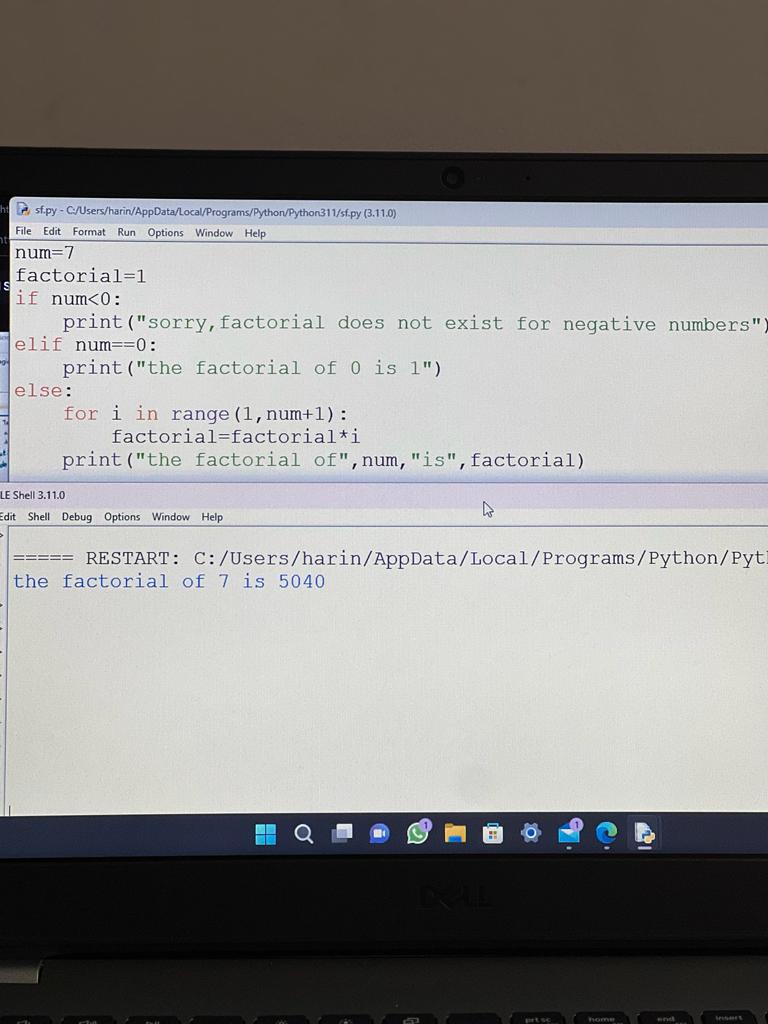 sf.py - C:/Users/harin/AppData/Local/Programs/Python/Python311/sf.py (3.11.0)
File Edit Format Run Options Window Help
num=7
factorial=1
if num<0:
    print("sorry,factorial does not exist for negative numbers")
elif num==0:
    print("the factorial of 0 is 1")
else:
    for i in range(1,num+1):
        factorial=factorial*i
    print("the factorial of",num,"is",factorial)
LE Shell 3.11.0
Edit Shell Debug Options Window Help
===== RESTART: C:/Users/harin/AppData/Local/Programs/Python/Pyt
the factorial of 7 is 5040
1
1
DELL
prt sc home end insert